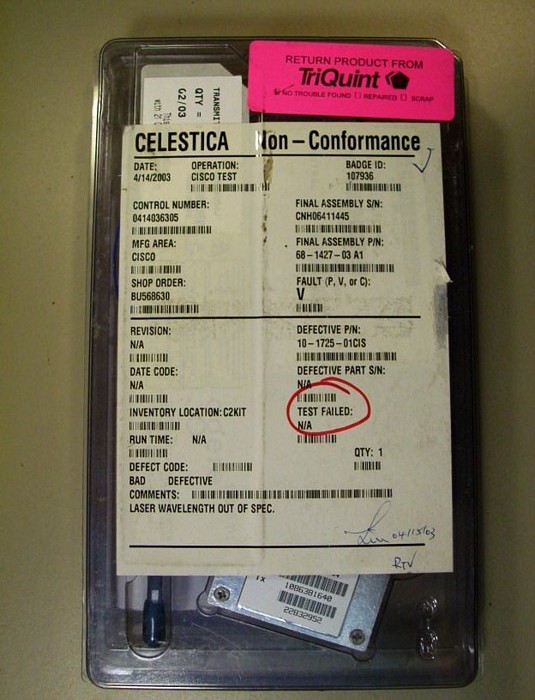 RETURN PRODUCT FROM
TriQuint
NO TROUBLE FOUND REPAIRED SCRAP
TRANSMIT
QTY =
G2/03
CELESTICA Non-Conformance
DATE: OPERATION: BADGE ID:
4/14/2003 CISCO TEST 107936
CONTROL NUMBER: FINAL ASSEMBLY S/N:
0414036305 CNH06411445
MFG AREA: FINAL ASSEMBLY P/N:
CISCO 68-1427-03 A1
SHOP ORDER: FAULT (P, V, or C):
BU568630 V
REVISION: DEFECTIVE P/N:
N/A 10-1725-01CIS
DATE CODE: DEFECTIVE PART S/N:
N/A N/A
INVENTORY LOCATION: C2KIT TEST FAILED:
N/A
RUN TIME: N/A
QTY: 1
DEFECT CODE:
BAD DEFECTIVE
COMMENTS:
LASER WAVELENGTH OUT OF SPEC.
04/15/03
RTV
TX
1086381640
22832952